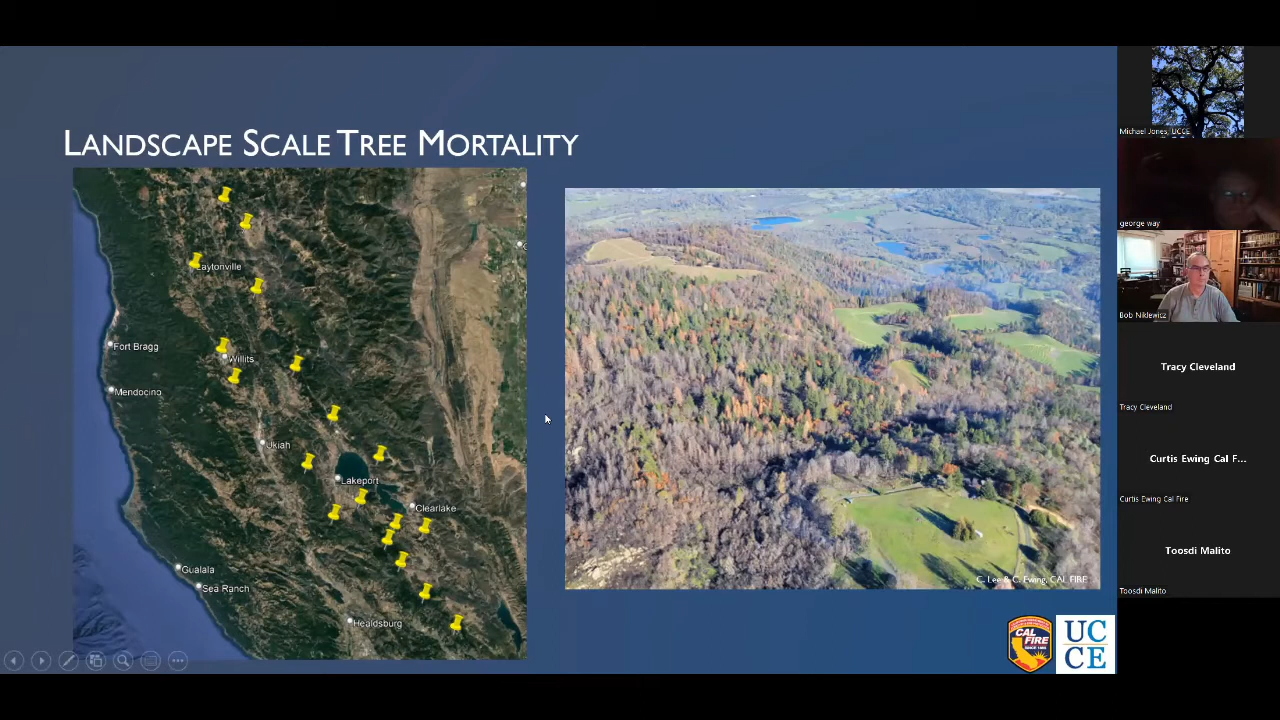 LANDSCAPE SCALE TREE MORTALITY
Laytonville
Fort Bragg
Willits
Mendocino
Ukiah
Lakeport
Clearlake
Gualala
Sea Ranch
Healdsburg
C. Lee & C. Ewing, CAL FIRE
CAL
FIRE
SINCE 1885
UC
CE
Michael Jones, UCCE
george way
Bob Niklewicz
Tracy Cleveland
Tracy Cleveland
Curtis Ewing Cal F...
Curtis Ewing Cal Fire
Toosdi Malito
Toosdi Malito